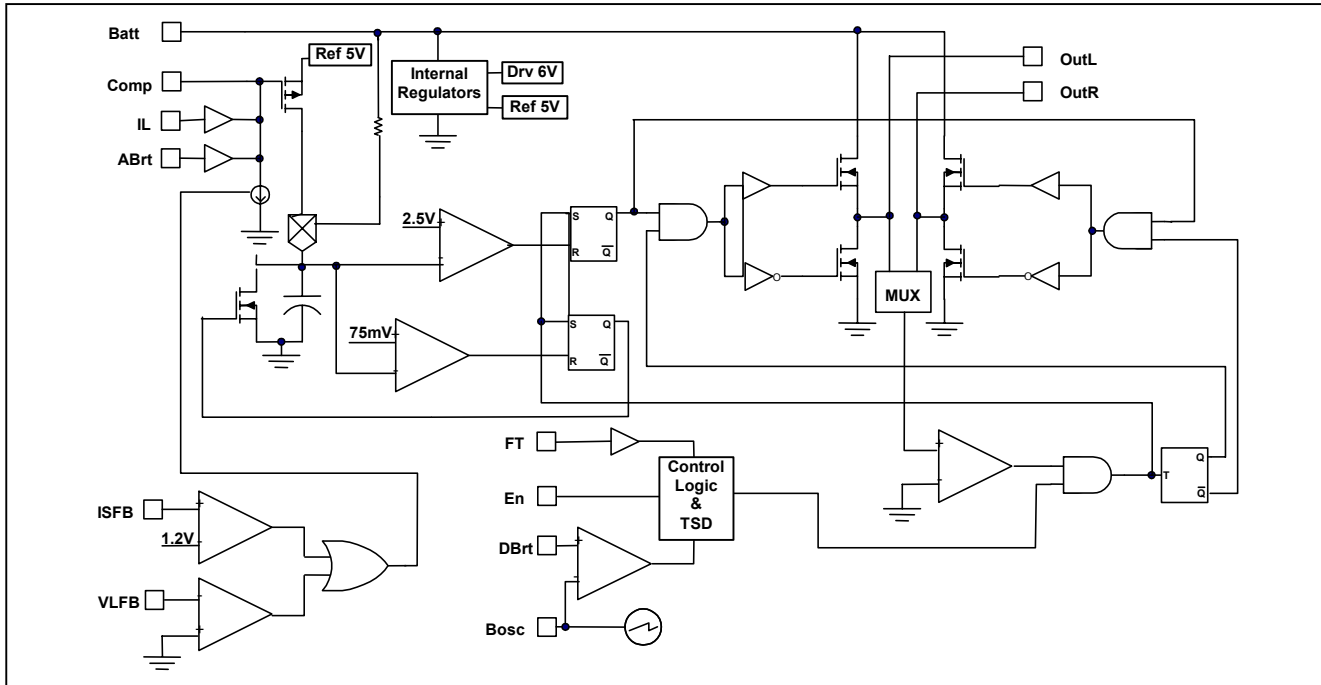 Batt
OutL
Ref 5V
Internal
Regulators
Drv 6V
Ref 5V
Comp
OutR
IL
ABrt
2.5V
+
-
S
Q
R
Q
MUX
75mV
+
-
S
Q
R
Q
FT
Control
Logic
&
TSD
+
-
T
Q
Q
En
ISFB
+
1.2V
-
DBrt
+
-
VLFB
-
+
Bosc